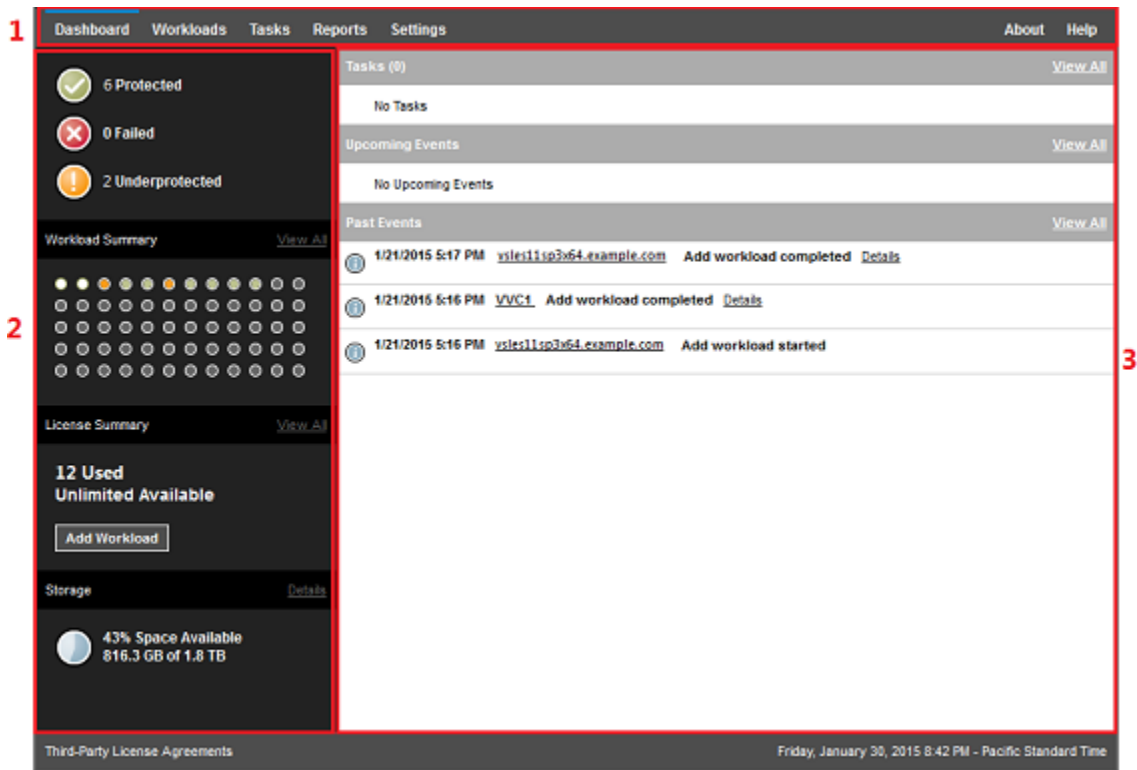 1
Dashboard Workloads Tasks Reports Settings About Help
6 Protected
0 Failed
2 Underprotected
Workload Summary View All
2
License Summary View All
12 Used
Unlimited Available
Add Workload
Storage Details
43% Space Available
816.3 GB of 1.8 TB
Tasks (0) View All
No Tasks
Upcoming Events View All
No Upcoming Events
Past Events View All
1/21/2015 5:17 PM vsles11sp3x64.example.com Add workload completed Details
1/21/2015 5:16 PM VVC1 Add workload completed Details
1/21/2015 5:16 PM vsles11sp3x64.example.com Add workload started
3
Third-Party License Agreements Friday, January 30, 2015 8:42 PM - Pacific Standard Time